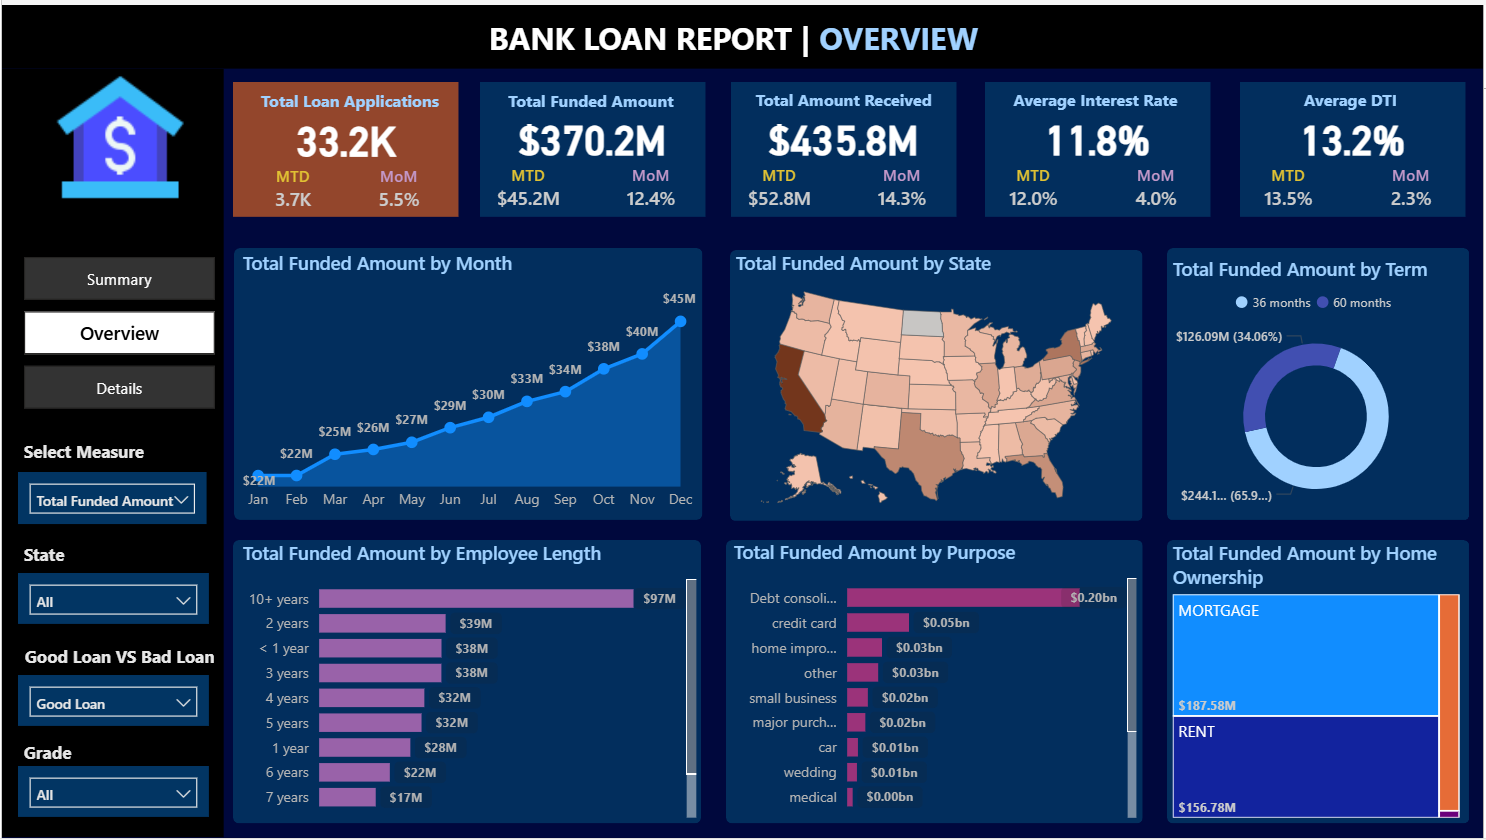 BANK LOAN REPORT | OVERVIEW
$
Summary
Overview
Details
Select Measure
Total Funded Amount
State
All
Good Loan VS Bad Loan
Good Loan
Grade
All
Total Loan Applications
33.2K
MTD MoM
3.7K 5.5%
Total Funded Amount
$370.2M
MTD MoM
$45.2M 12.4%
Total Amount Received
$435.8M
MTD MoM
$52.8M 14.3%
Average Interest Rate
11.8%
MTD MoM
12.0% 4.0%
Average DTI
13.2%
MTD MoM
13.5% 2.3%
Total Funded Amount by Month
$22M
$22M
$25M
$26M
$27M
$29M
$30M
$33M
$34M
$38M
$40M
$45M
Jan Feb Mar Apr May Jun Jul Aug Sep Oct Nov Dec
Total Funded Amount by State
Total Funded Amount by Term
36 months 60 months
$126.09M (34.06%)
$244.1... (65.9...)
Total Funded Amount by Employee Length
10+ years $97M
2 years $39M
< 1 year $38M
3 years $38M
4 years $32M
5 years $32M
1 year $28M
6 years $22M
7 years $17M
Total Funded Amount by Purpose
Debt consoli... $0.20bn
credit card $0.05bn
home impro... $0.03bn
other $0.03bn
small business $0.02bn
major purch... $0.02bn
car $0.01bn
wedding $0.01bn
medical $0.00bn
Total Funded Amount by Home
Ownership
MORTGAGE
$187.58M
RENT
$156.78M